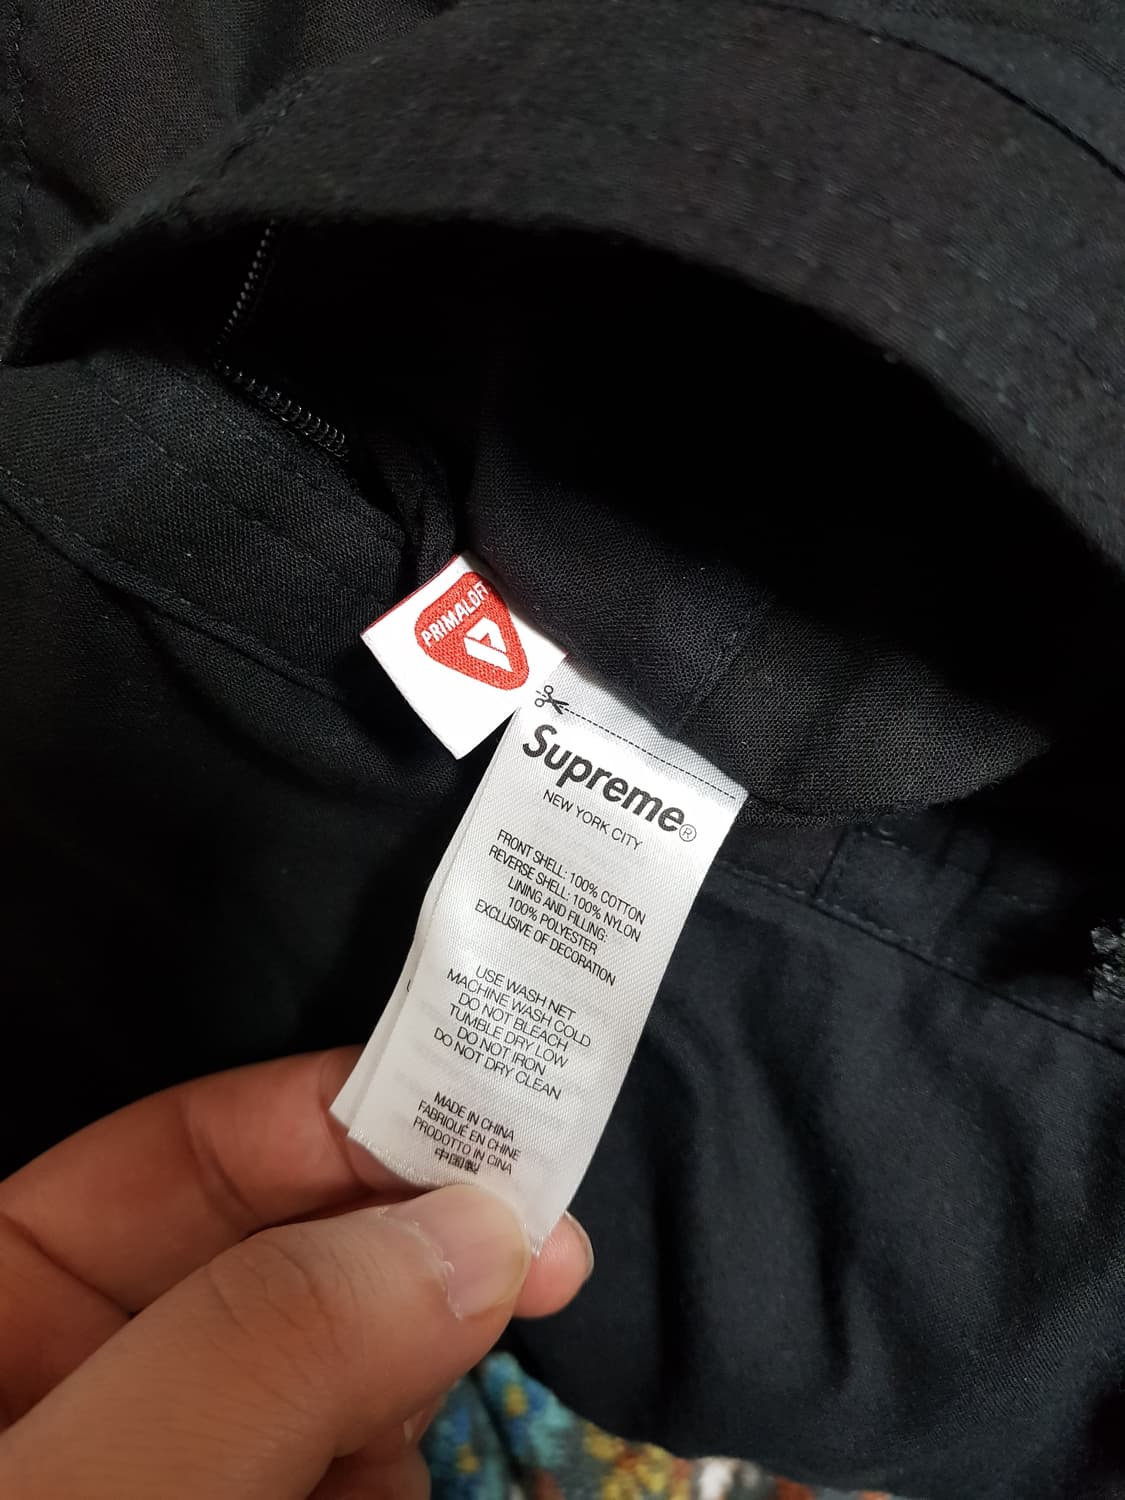 PRIMALOFT
Supreme®
NEW YORK CITY
FRONT SHELL: 100% COTTON
REVERSE SHELL: 100% NYLON
LINING AND FILLING:
100% POLYESTER
EXCLUSIVE OF DECORATION
USE WASH NET
MACHINE WASH COLD
DO NOT BLEACH
TUMBLE DRY LOW
DO NOT IRON
DO NOT DRY CLEAN
MADE IN CHINA
FABRIQUÉ EN CHINE
PRODOTTO IN CINA
中国製